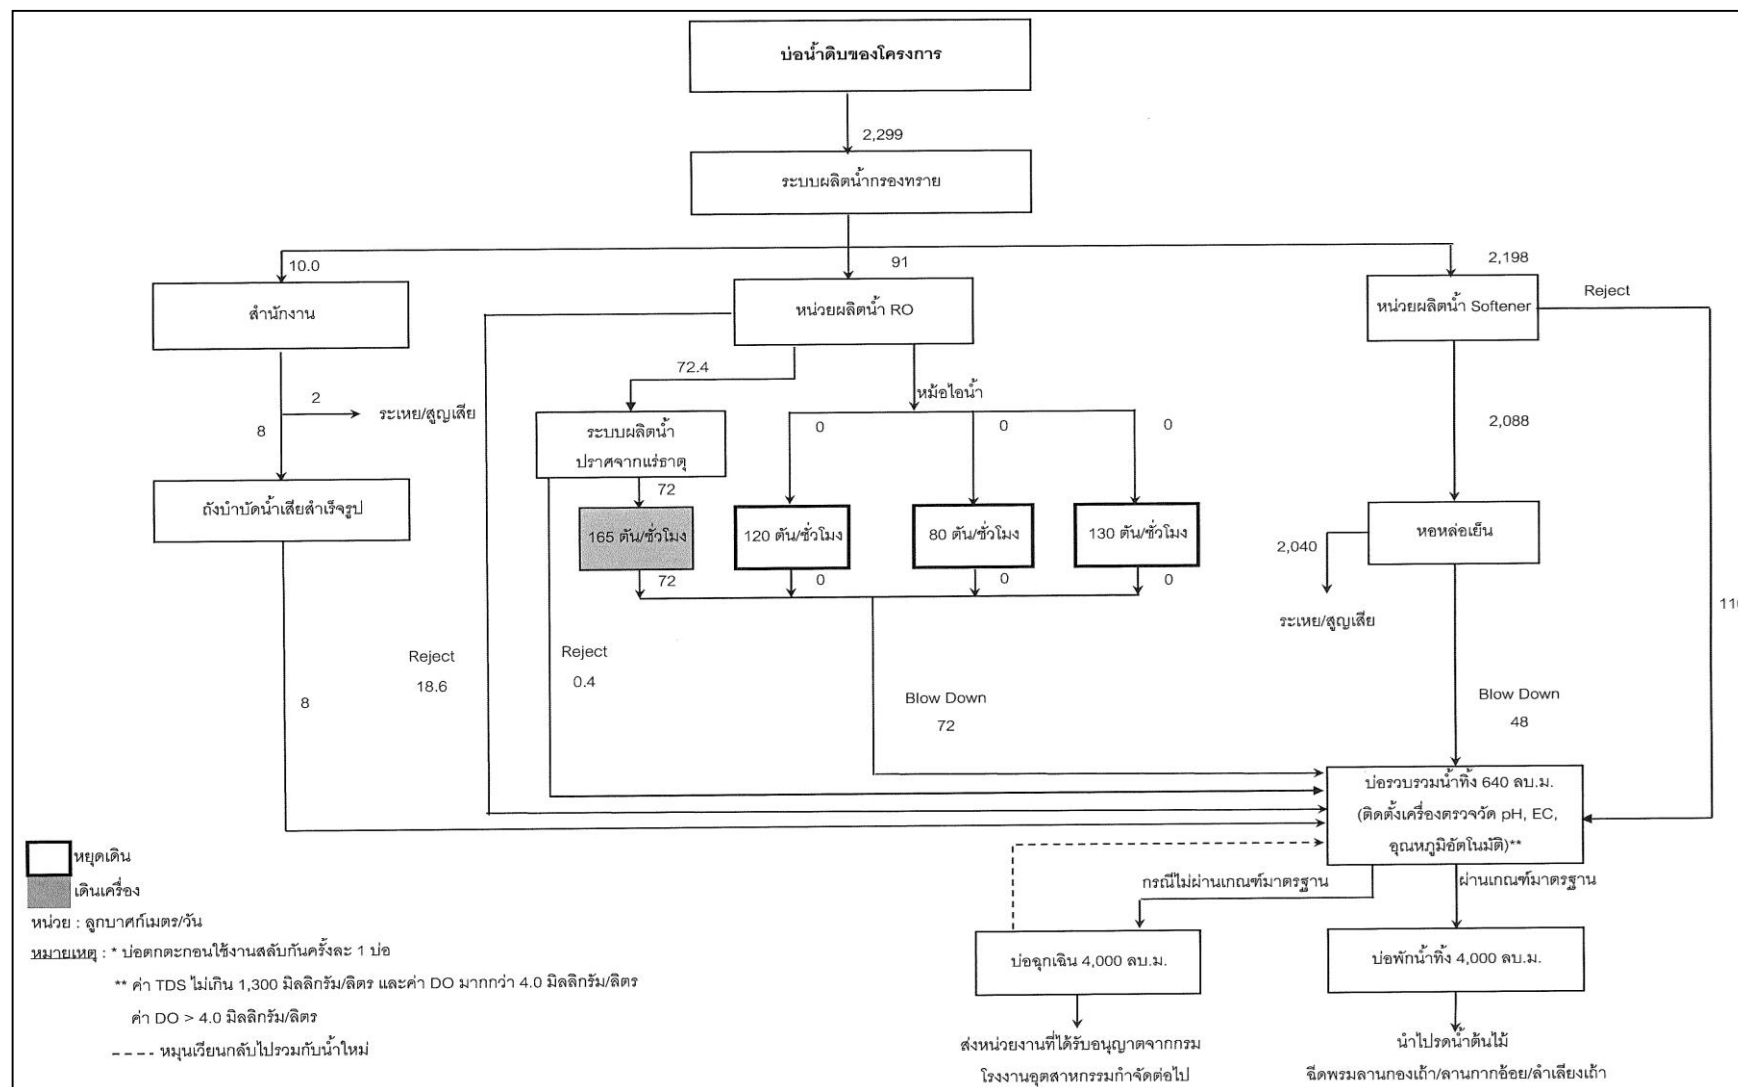 บ่อน้ำดิบของโครงการ
2,299
ระบบผลิตน้ำกรองทราย
10.0
91
2,198
สำนักงาน
หน่วยผลิตน้ำ RO
หน่วยผลิตน้ำ Softener
Reject
72.4
หม้อไอน้ำ
2
ระเหย/สูญเสีย
8
ระบบผลิตน้ำ
ปราศจากแร่ธาตุ
0
0
0
2,088
72
ถังบำบัดน้ำเสียสำเร็จรูป
165 ตัน/ชั่วโมง
120 ตัน/ชั่วโมง
80 ตัน/ชั่วโมง
130 ตัน/ชั่วโมง
หอหล่อเย็น
2,040
72
0
0
0
ระเหย/สูญเสีย
Reject
18.6
Reject
0.4
8
Blow Down
72
Blow Down
48
บ่อรวบรวมน้ำทิ้ง 640 ลบ.ม.
(ติดตั้งเครื่องตรวจวัด pH, EC,
อุณหภูมิอัตโนมัติ)**
กรณีไม่ผ่านเกณฑ์มาตรฐาน
ผ่านเกณฑ์มาตรฐาน
บ่อฉุกเฉิน 4,000 ลบ.ม.
บ่อพักน้ำทิ้ง 4,000 ลบ.ม.
ส่งหน่วยงานที่ได้รับอนุญาตจากกรม
โรงงานอุตสาหกรรมกำจัดต่อไป
นำไปรดน้ำต้นไม้
ฉีดพรมลานกองเถ้า/ลานกากอ้อย/ลำเลียงเถ้า
หยุดเดิน
เดินเครื่อง
หน่วย : ลูกบาศก์เมตร/วัน
หมายเหตุ : * บ่อตกตะกอนใช้งานสลับกันครั้งละ 1 บ่อ
** ค่า TDS ไม่เกิน 1,300 มิลลิกรัม/ลิตร และค่า DO มากกว่า 4.0 มิลลิกรัม/ลิตร
ค่า DO > 4.0 มิลลิกรัม/ลิตร
---- หมุนเวียนกลับไปรวมกับน้ำใหม่